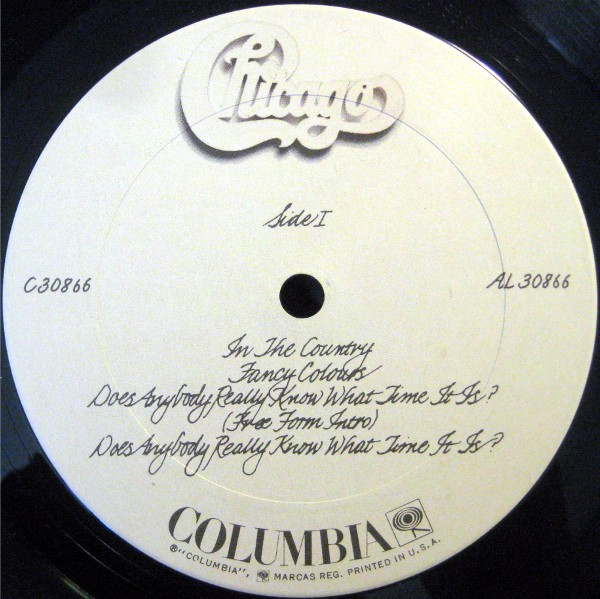 Chicago
Side I
C30866
AL 30866
In The Country
Fancy Colours
Does Anybody Really Know What Time It Is?
(Free Form Intro)
Does Anybody Really Know What Time It Is?
COLUMBIA
®"COLUMBIA", MARCAS REG. PRINTED IN U.S.A.